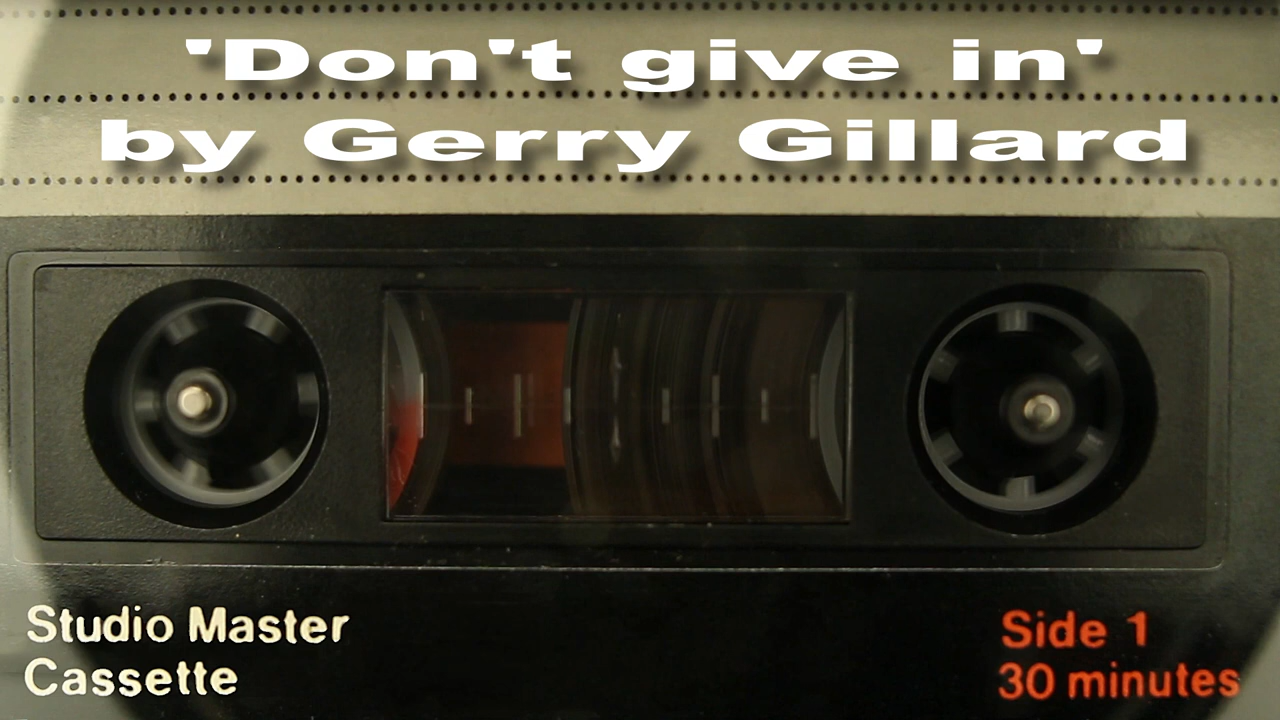 'Don't give in'
by Gerry Gillard
Studio Master
Cassette
Side 1
30 minutes